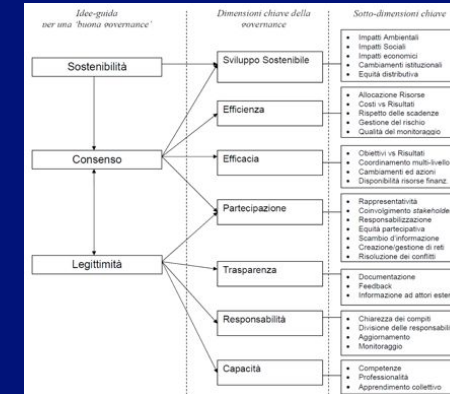 Idee-guida
per una 'buona governance'
Dimensioni chiave della
governance
Sotto-dimensioni chiave
Sostenibilità
Consenso
Legittimità
Sviluppo Sostenibile
Efficienza
Efficacia
Partecipazione
Trasparenza
Responsabilità
Capacità
• Impatti Ambientali
• Impatti Sociali
• Impatti economici
• Cambiamenti istituzionali
• Equità distributiva
• Allocazione Risorse
• Costi vs Risultati
• Rispetto delle scadenze
• Gestione del rischio
• Qualità del monitoraggio
• Obiettivi vs Risultati
• Coordinamento multi-livello
• Cambiamenti ed azioni
• Disponibilità risorse finanz.
• Rappresentatività
• Coinvolgimento stakeholde
• Responsabilizzazione
• Equità partecipativa
• Scambio d'informazione
• Creazione/gestione di reti
• Risoluzione dei conflitti
• Documentazione
• Feedback
• Informazione ad attori ester
• Chiarezza dei compiti
• Divisione delle responsabili
• Aggiornamento
• Monitoraggio
• Competenze
• Professionalità
• Apprendimento collettivo